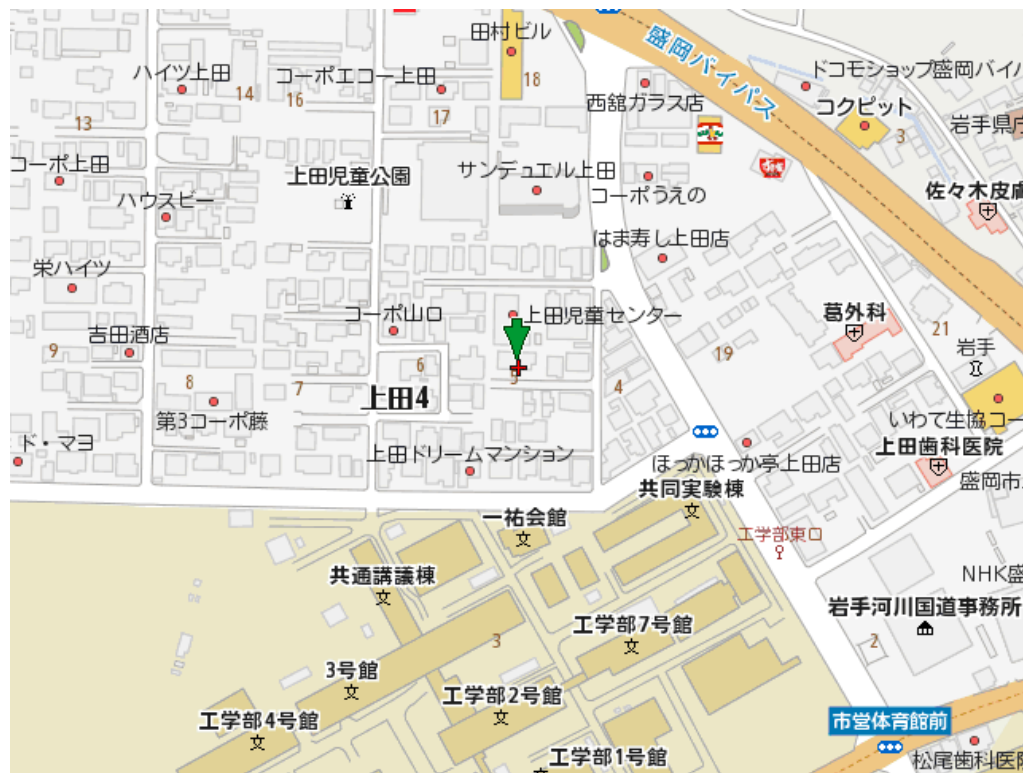 田村ビル
盛岡バイパス
ハイツ上田
コーポエコー上田
18
ドコモショップ盛岡バイパ
14
16
西舘ガラス店
コクピット
13
17
3
岩手県庁
コーポ上田
上田児童公園
サンデュエル上田
コーポうえの
佐々木皮膚
ハウスビー
はま寿し上田店
栄ハイツ
コーポ山口
上田児童センター
葛外科
21
吉田酒店
9
6
19
岩手
8
7
上田4
5
4
第3コーポ藤
いわて生協コー
ド・マヨ
上田ドリームマンション
ほっかほっか亭上田店
上田歯科医院
盛岡市
共同実験棟
一祐会館
工学部東口
共通講議棟
NHK盛
3
工学部7号館
岩手河川国道事務所
2
3号館
工学部2号館
工学部4号館
市営体育館前
工学部1号館
松尾歯科医院